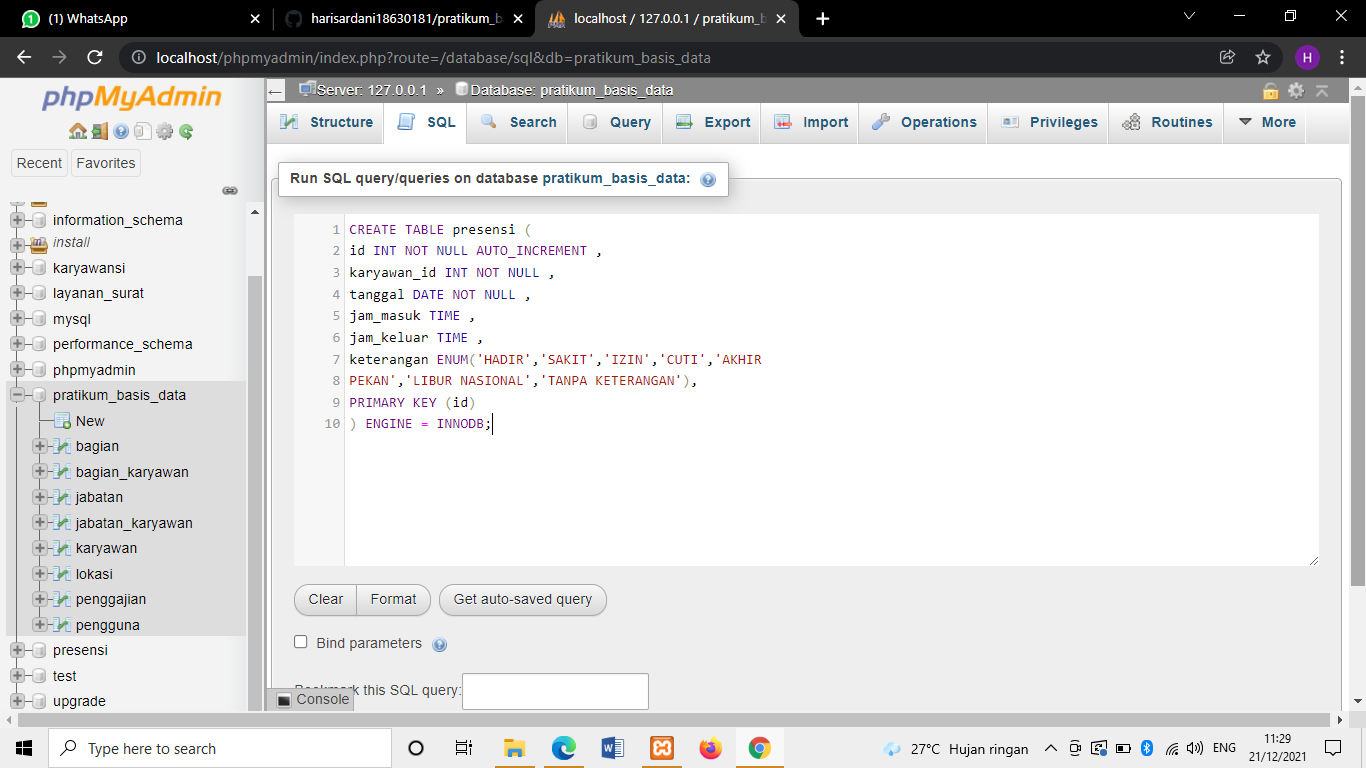 (1) WhatsApp
harisardani18630181/pratikum_b
localhost / 127.0.0.1 / pratikum_b
localhost/phpmyadmin/index.php?route=/database/sql&db=pratikum_basis_data
H
phpMyAdmin
Recent
Favorites
information_schema
install
karyawansi
layanan_surat
mysql
performance_schema
phpmyadmin
pratikum_basis_data
New
bagian
bagian_karyawan
jabatan
jabatan_karyawan
karyawan
lokasi
penggajian
pengguna
presensi
test
upgrade
Server: 127.0.0.1 » Database: pratikum_basis_data
Structure
SQL
Search
Query
Export
Import
Operations
Privileges
Routines
More
Run SQL query/queries on database pratikum_basis_data:
1 CREATE TABLE presensi (
2 id INT NOT NULL AUTO_INCREMENT ,
3 karyawan_id INT NOT NULL ,
4 tanggal DATE NOT NULL ,
5 jam_masuk TIME ,
6 jam_keluar TIME ,
7 keterangan ENUM('HADIR','SAKIT','IZIN','CUTI','AKHIR
8 PEKAN','LIBUR NASIONAL','TANPA KETERANGAN'),
9 PRIMARY KEY (id)
10 ) ENGINE = INNODB;
Clear
Format
Get auto-saved query
Bind parameters
Bookmark this SQL query:
Console
Type here to search
27°C Hujan ringan
ENG
11:29
21/12/2021